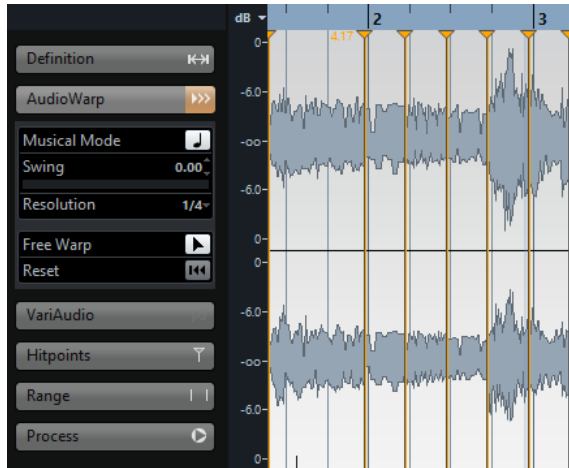 dB
2
3
4.17
0-
-6.0-
-oo-
-6.0-
0-
0-
-6.0-
-oo-
-6.0-
0-
Definition
AudioWarp
Musical Mode
Swing 0.00
Resolution 1/4
Free Warp
Reset
VariAudio
Hitpoints
Range
Process